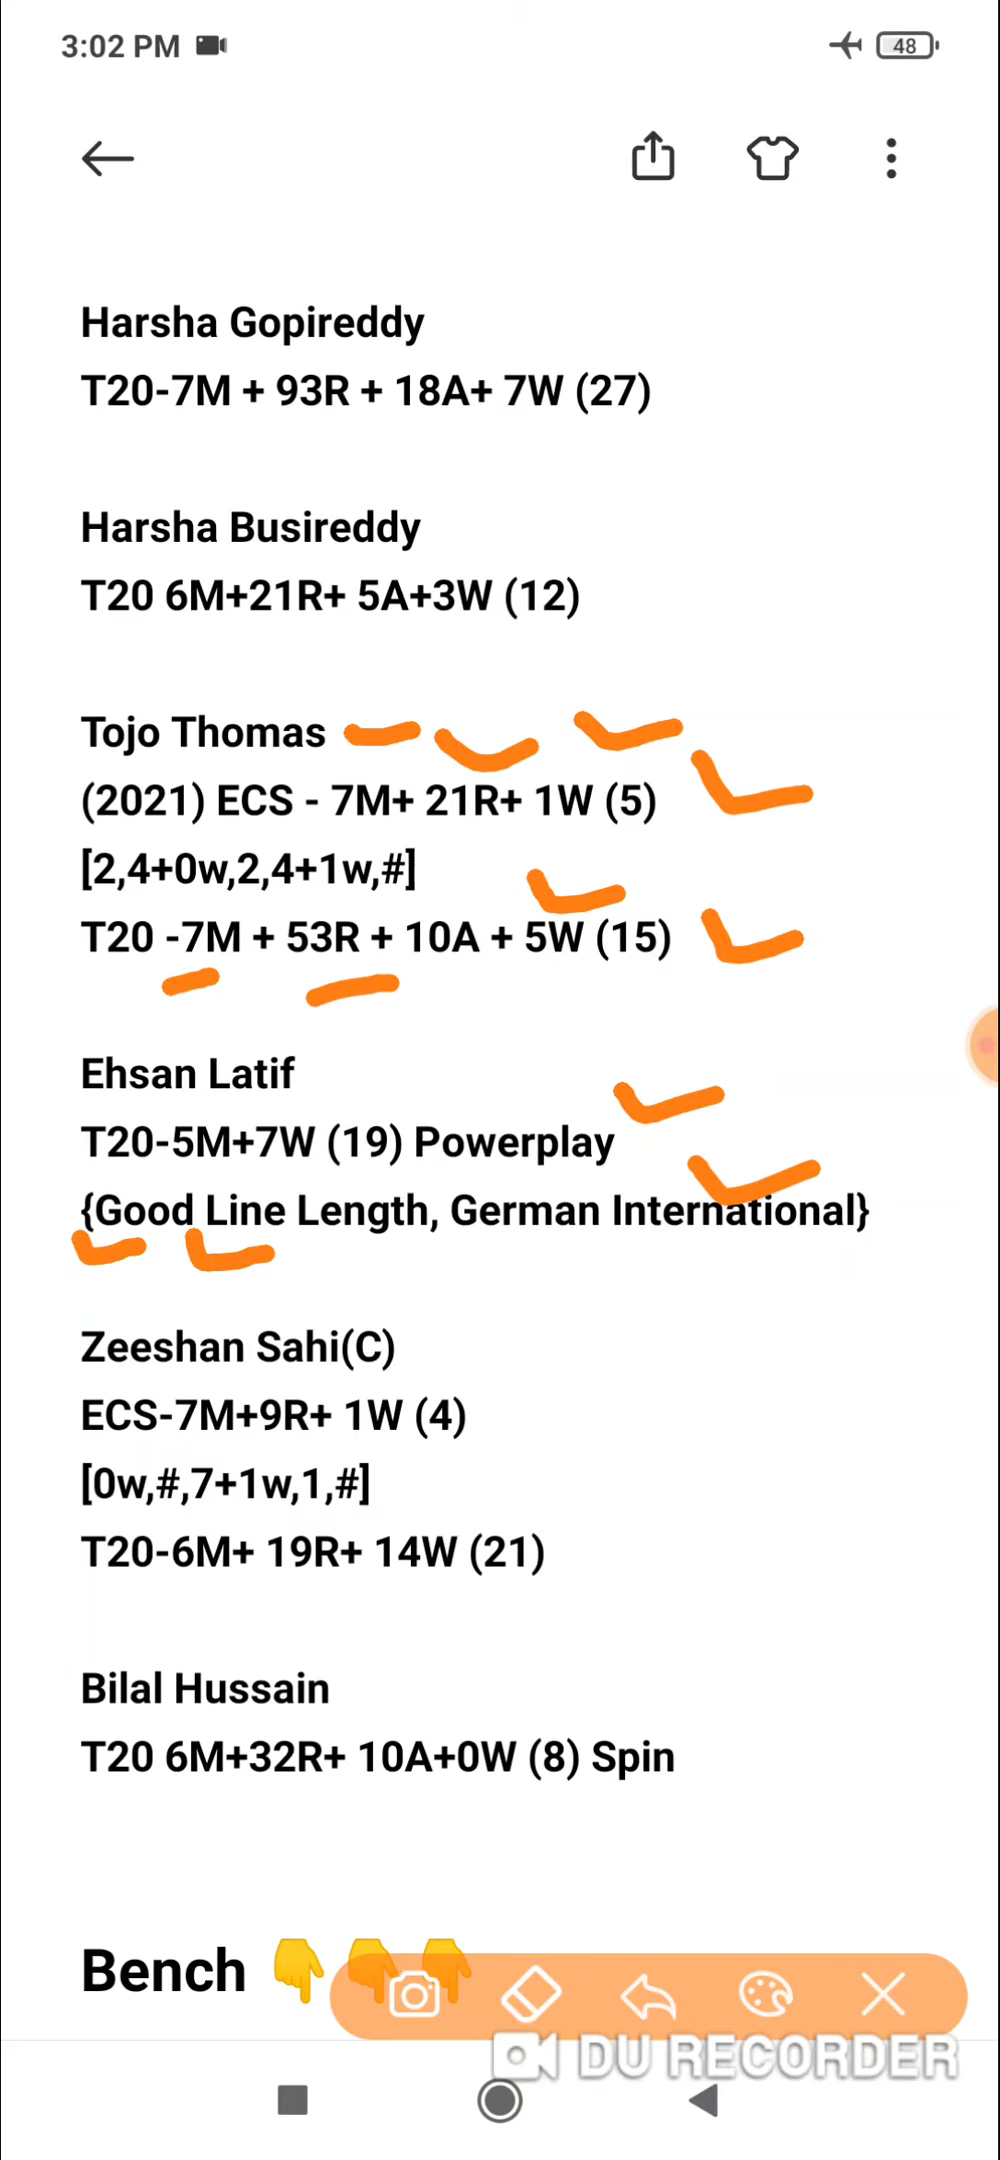 3:02 PM
48
Harsha Gopireddy
T20-7M + 93R + 18A+ 7W (27)
Harsha Busireddy
T20 6M+21R+ 5A+3W (12)
Tojo Thomas
(2021) ECS - 7M+ 21R+ 1W (5)
[2,4+0w,2,4+1w,#]
T20 -7M + 53R + 10A + 5W (15)
Ehsan Latif
T20-5M+7W (19) Powerplay
{Good Line Length, German International}
Zeeshan Sahi(C)
ECS-7M+9R+ 1W (4)
[0w,#,7+1w,1,#]
T20-6M+ 19R+ 14W (21)
Bilal Hussain
T20 6M+32R+ 10A+0W (8) Spin
Bench 👇👇👇
DU RECORDER